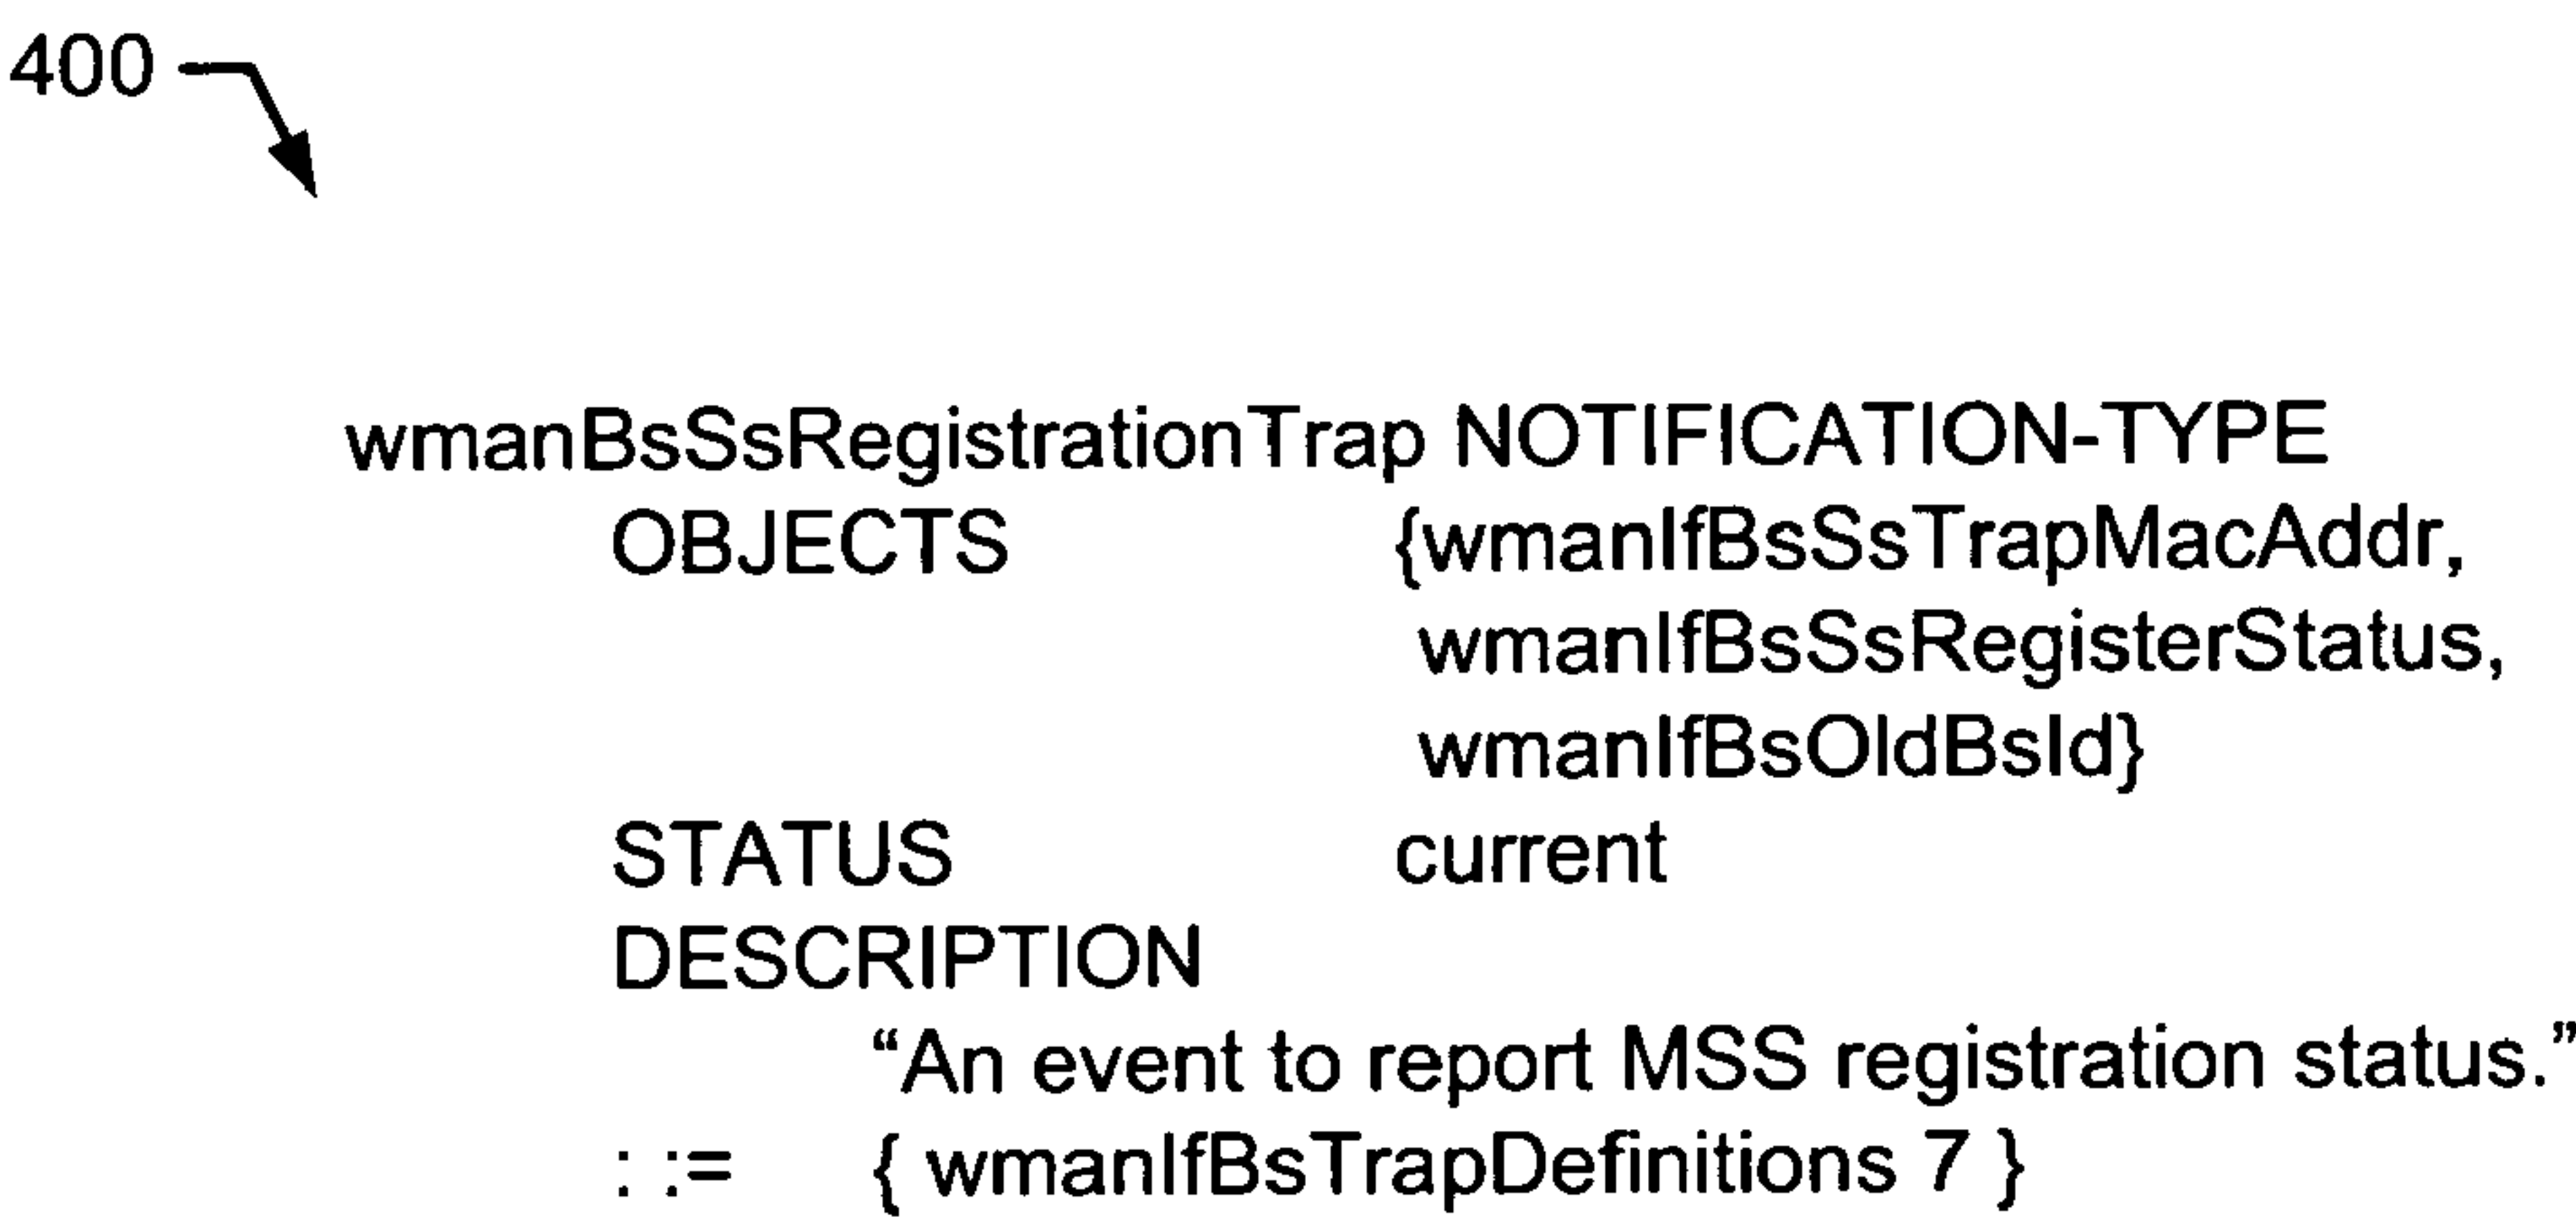 400
wmanBsSsRegistrationTrap NOTIFICATION-TYPE
OBJECTS {wmanIfBsSsTrapMacAddr,
wmanIfBsSsRegisterStatus,
wmanIfBsOldBsId}
STATUS current
DESCRIPTION
“An event to report MSS registration status.”
: := { wmanIfBsTrapDefinitions 7 }